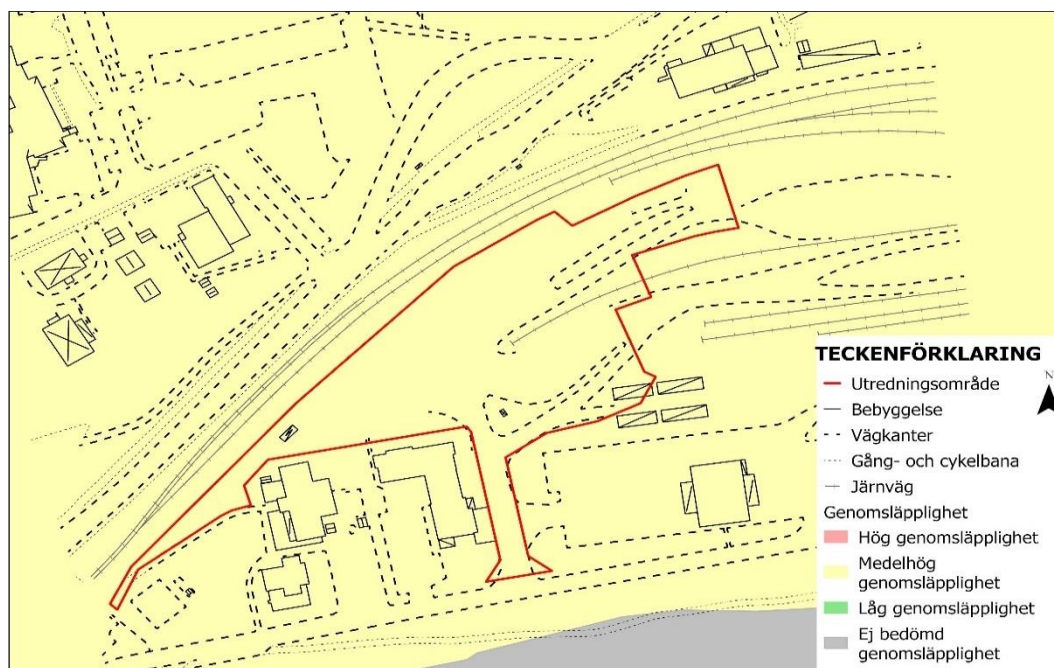 TECKENFÖRKLARING
N
Utredningsområde
Bebyggelse
Vägkanter
Gång- och cykelbana
Järnväg
Genomsläpplighet
Hög genomsläpplighet
Medelhög
genomsläpplighet
Låg genomsläpplighet
Ej bedömd
genomsläpplighet